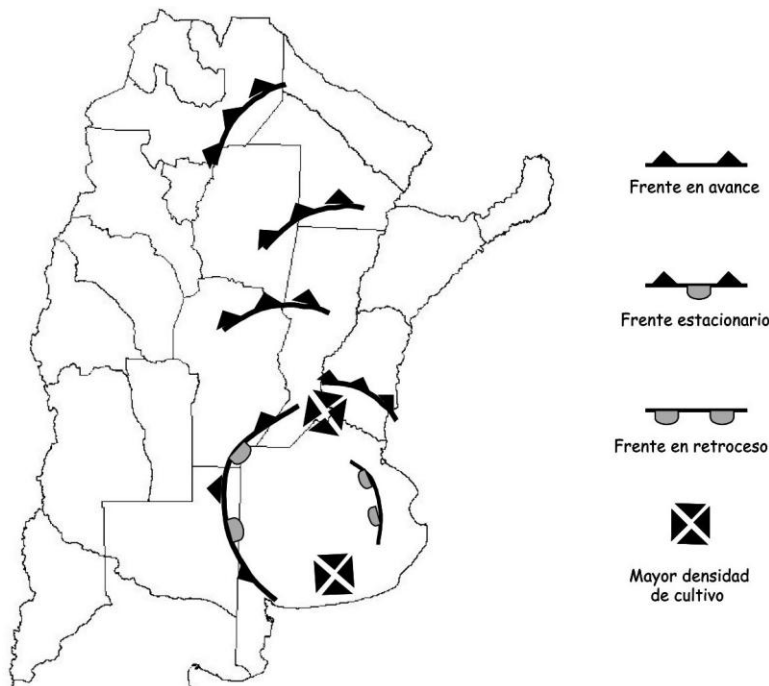 Frente en avance
Frente estacionario
Frente en retroceso
Mayor densidad
de cultivo